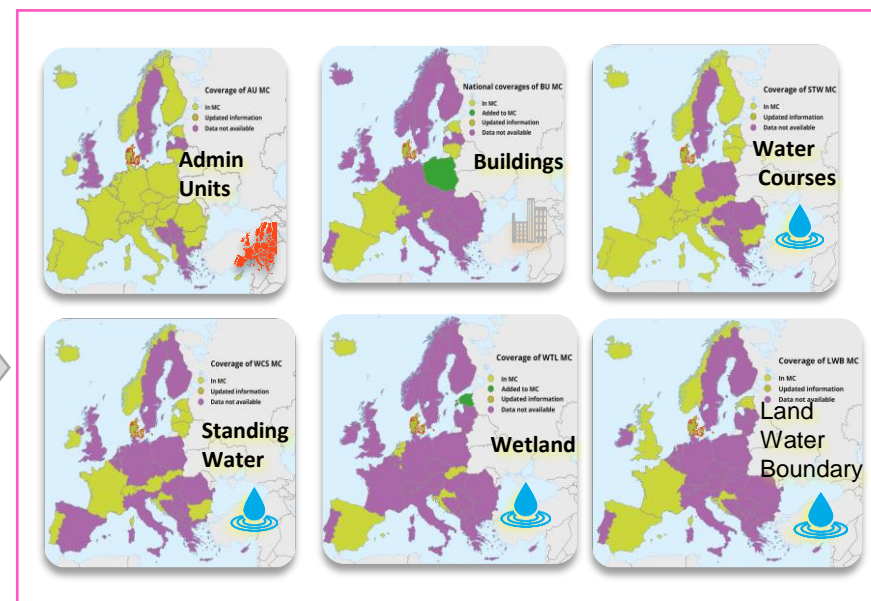 Coverage of AU MC
In MC
Updated information
Data not available
Admin
Units
National coverages of BU MC
In MC
Added to MC
Updated information
Data not available
Buildings
Coverage of STW MC
In MC
Updated information
Data not available
Water
Courses
Coverage of WCS MC
In MC
Updated information
Data not available
Standing
Water
Coverage of WTL MC
In MC
Added to MC
Updated information
Data not available
Wetland
Coverage of LWB MC
In MC
Updated information
Data not available
Land
Water
Boundary